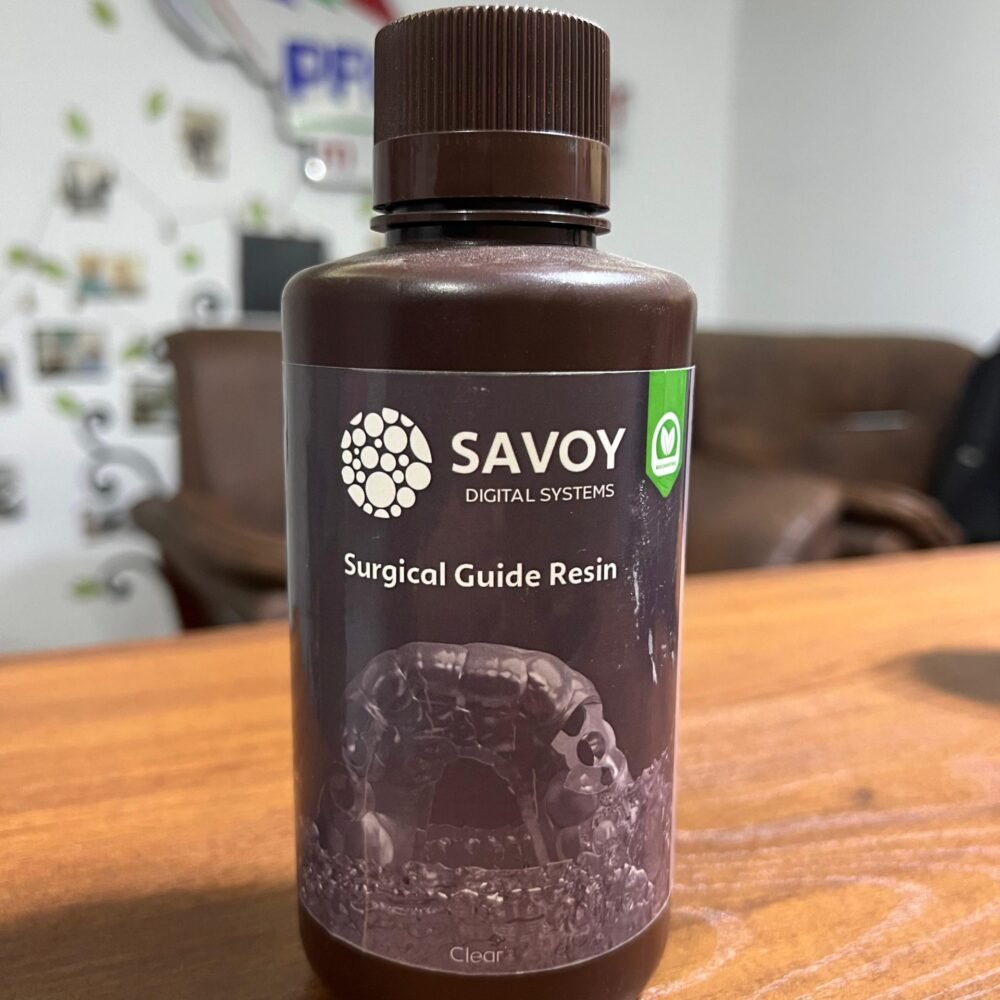 SAVOY
DIGITAL SYSTEMS
Surgical Guide Resin
Clear